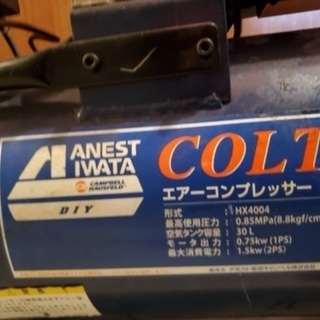 ANEST
IWATA
CAMPBELL
HAUSFELD
DIY
COLT
エアーコンプレッサー
形式 : HX4004
最高使用圧力 : 0.85MPa(8.8kgf/cm
空気タンク容量 : 30L
モータ出力 : 0.75kw(1PS)
最大消費電力 : 1.5kw(2PS)